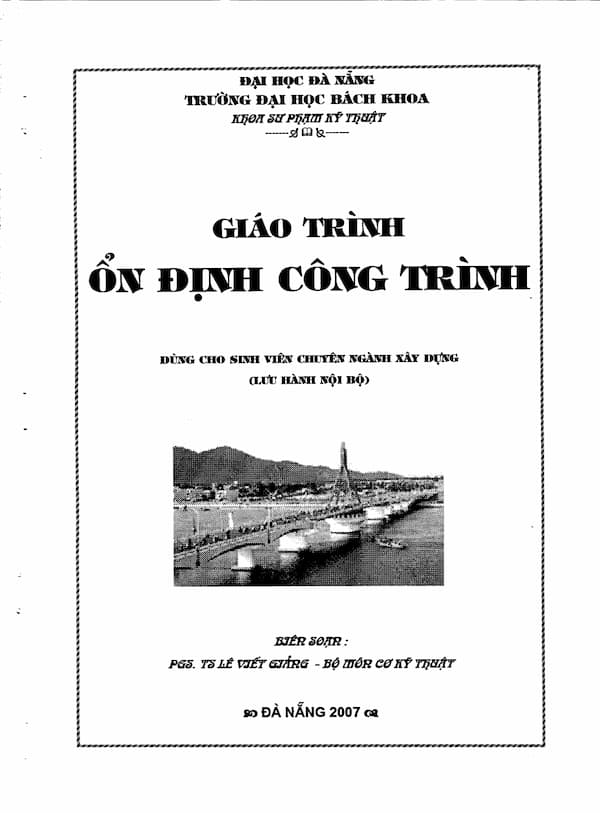 ĐẠI HỌC ĐÀ NẴNG
TRƯỜNG ĐẠI HỌC BÁCH KHOA
KHOA SƯ PHẠM KỸ THUẬT
GIÁO TRÌNH
ỔN ĐỊNH CÔNG TRÌNH
DÙNG CHO SINH VIÊN CHUYÊN NGÀNH XÂY DỰNG
(LƯU HÀNH NỘI BỘ)
BIÊN SOẠN :
PGS. TS LÊ VIẾT GIẢNG - BỘ MÔN CƠ KỸ THUẬT
ĐÀ NẴNG 2007